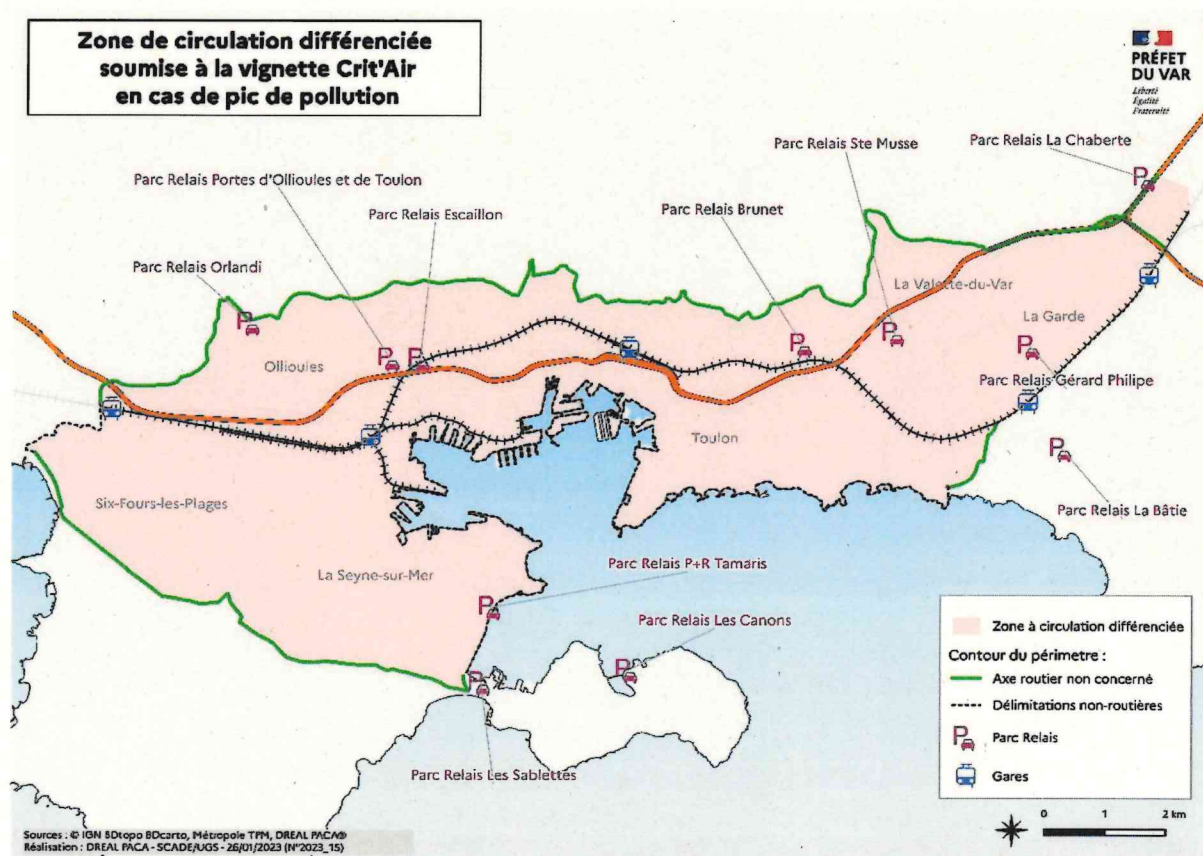 Zone de circulation différenciée
soumise à la vignette Crit'Air
en cas de pic de pollution
PRÉFET
DU VAR
Liberté
Égalité
Fraternité
Parc Relais La Chaberte
Parc Relais Ste Musse
Parc Relais Portes d'Ollioules et de Toulon
Parc Relais Brunet
Parc Relais Escaillon
Parc Relais Orlandi
La Valette-du-Var
La Garde
Ollioules
Parc Relais Gérard Philipe
Toulon
Six-Fours-les-Plages
Parc Relais La Bâtie
Parc Relais P+R Tamaris
La Seyne-sur-Mer
Parc Relais Les Canons
Parc Relais Les Sablettes
Zone à circulation différenciée
Contour du périmetre :
Axe routier non concerné
Délimitations non-routières
P Parc Relais
Gares
0 1 2 km
Sources : © IGN BDtopo BDcarto, Métropole TPM, DREAL PACA®
Réalisation : DREAL PACA - SCADE/UGS - 26/01/2023 (N°2023_15)